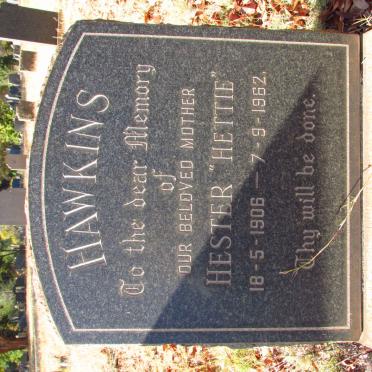 HAWKINS
To the dear Memory
of
OUR BELOVED MOTHER
HESTER "HETTIE"
18-5-1906 — 7-9-1962.
Thy will be done.